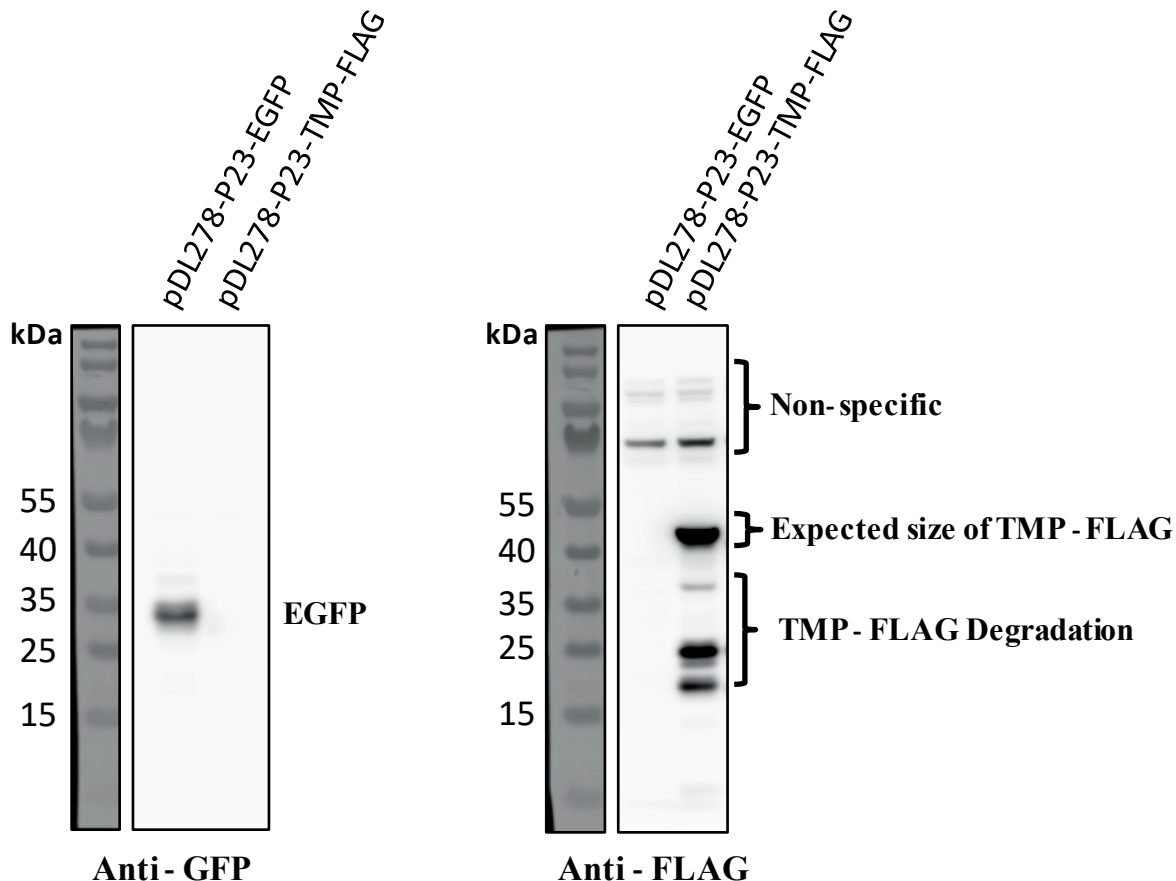 pDL278-P23-EGFP
pDL278-P23-TMP-FLAG
kDa
55
40
35
25
15
EGFP
Anti - GFP
pDL278-P23-EGFP
pDL278-P23-TMP-FLAG
kDa
55
40
35
25
15
Non-specific
Expected size of TMP - FLAG
TMP - FLAG Degradation
Anti - FLAG